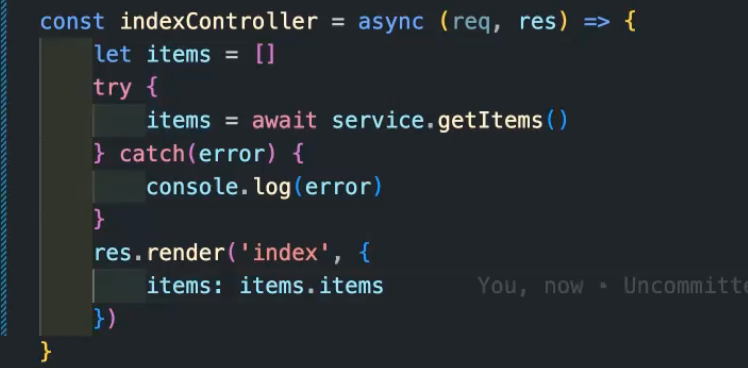 const indexController = async (req, res) => {
    let items = []
    try {
        items = await service.getItems()
    } catch(error) {
        console.log(error)
    }
    res.render('index', {
        items: items.items You, now • Uncommitte
    })
}